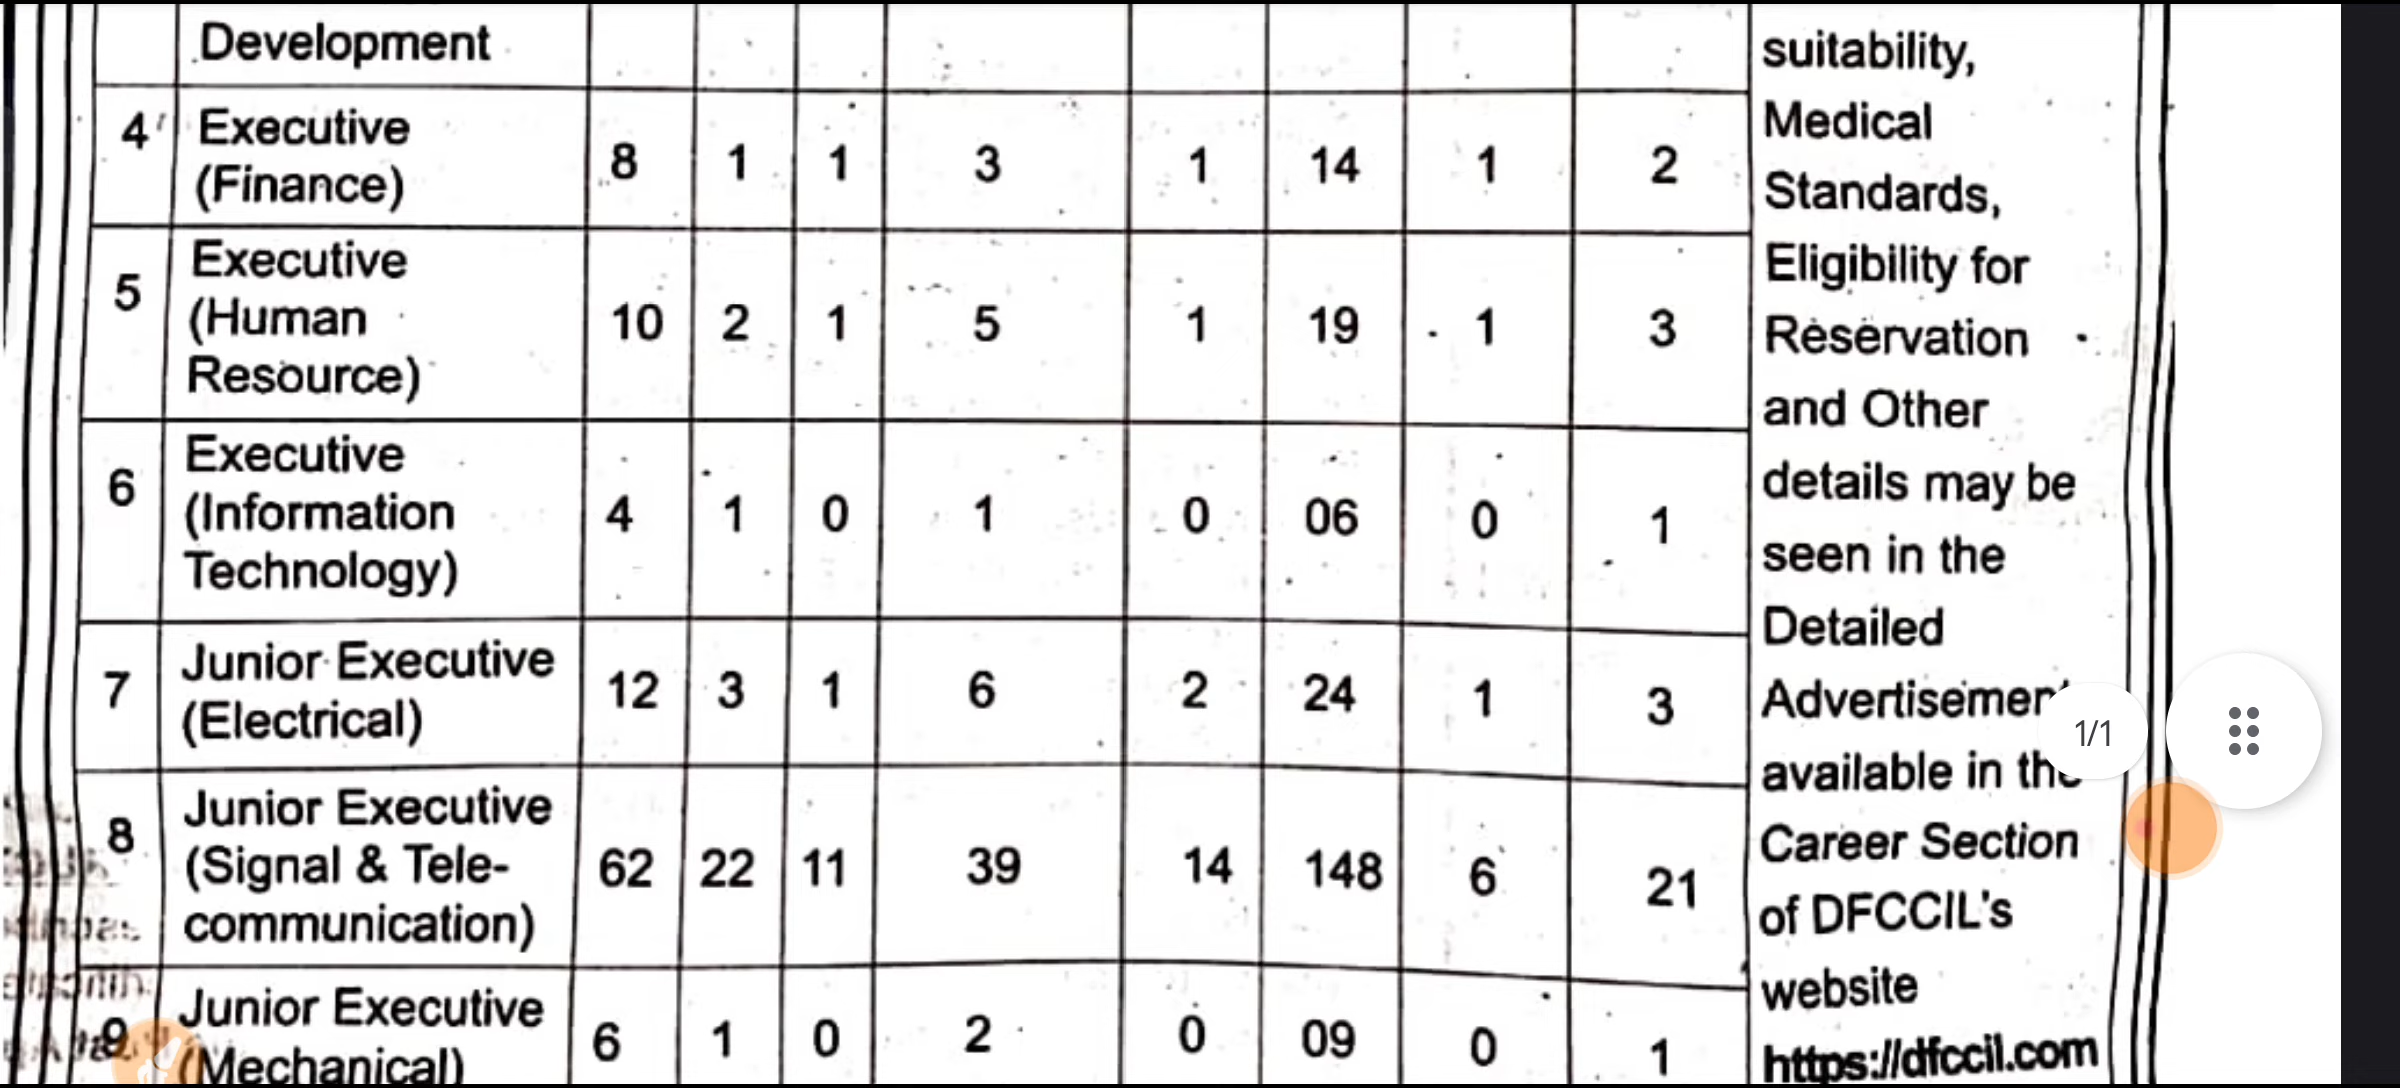 Development
4 Executive
(Finance) 8 1 1 3 1 14 1 2
5 Executive
(Human
Resource) 10 2 1 5 1 19 1 3
6 Executive
(Information
Technology) 4 1 0 1 0 06 0 1
7 Junior Executive
(Electrical) 12 3 1 6 2 24 1 3
8 Junior Executive
(Signal & Tele-
communication) 62 22 11 39 14 148 6 21
9 Junior Executive
(Mechanical) 6 1 0 2 0 09 0 1
suitability,
Medical
Standards,
Eligibility for
Reservation
and Other
details may be
seen in the
Detailed
Advertisement
available in the
Career Section
of DFCCIL's
website
https://dfccil.com
1/1